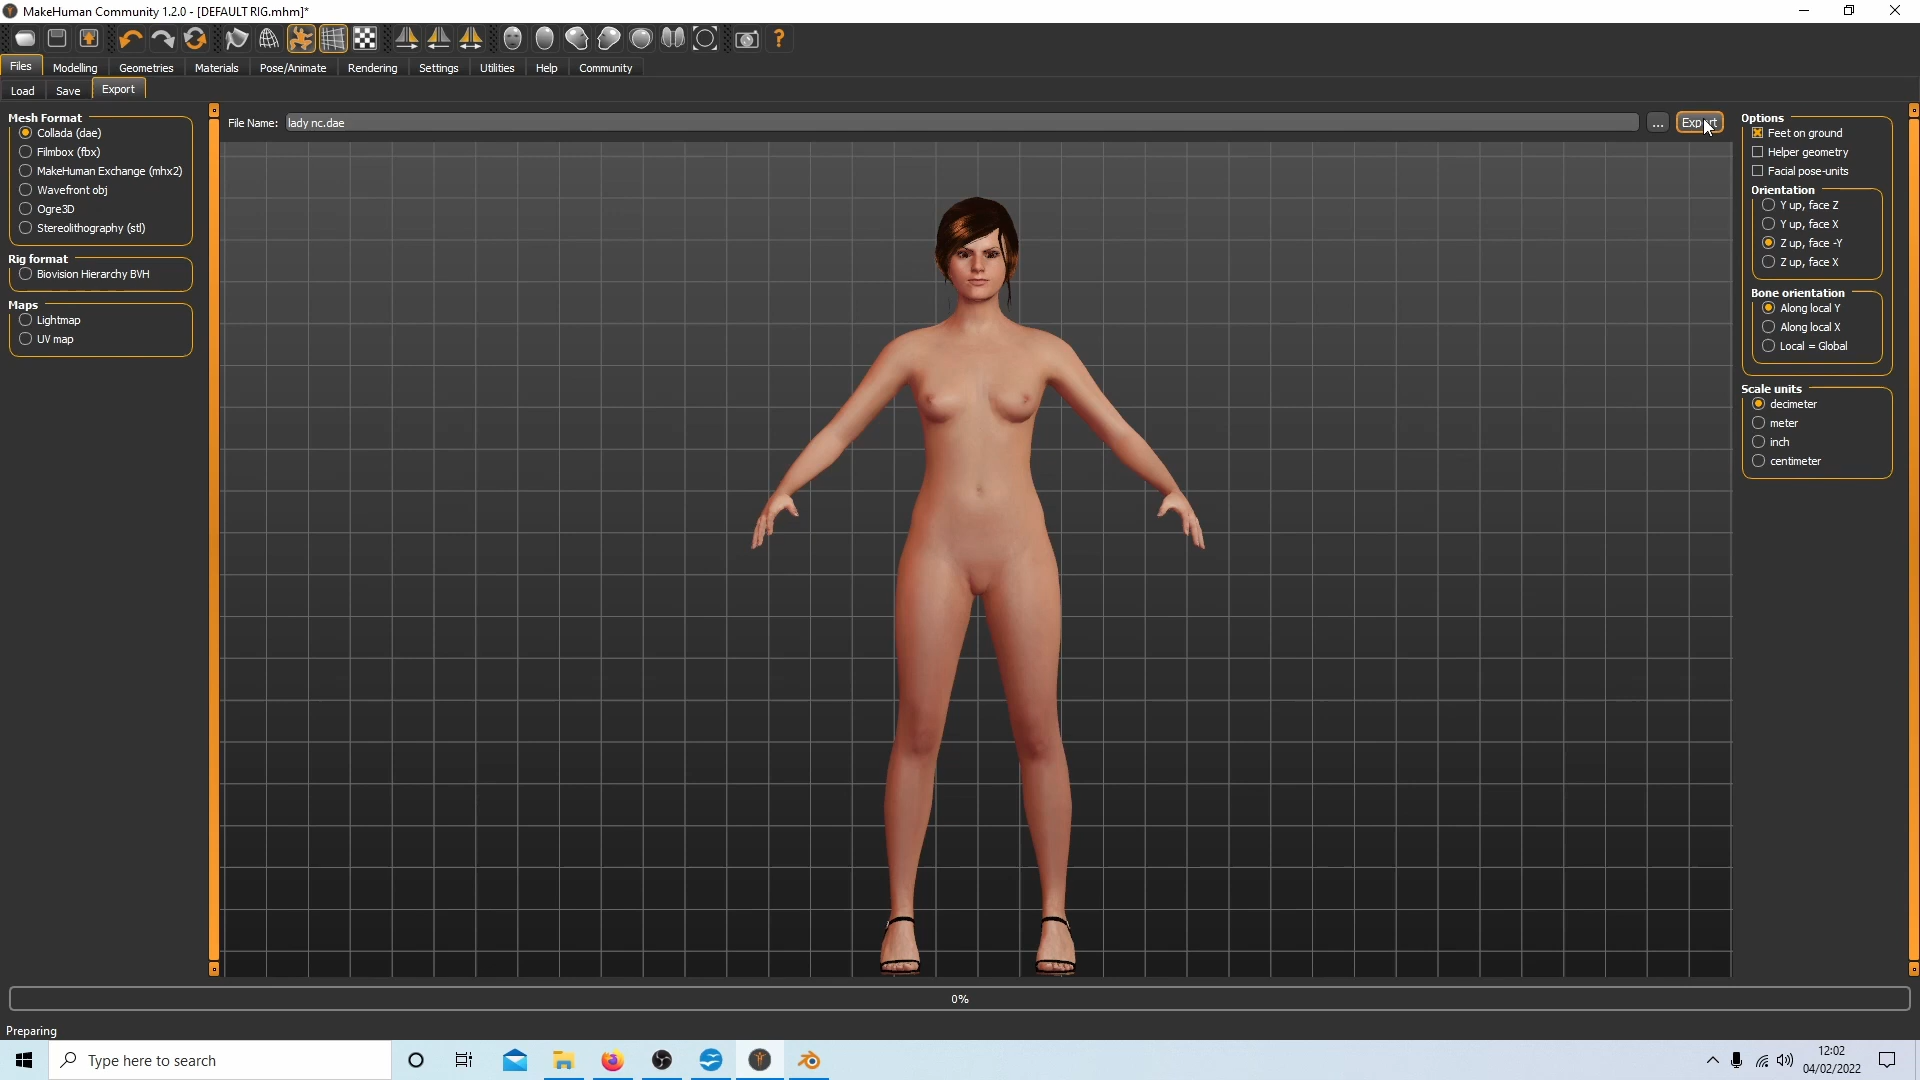 MakeHuman Community 1.2.0 - [DEFAULT RIG.mhm]*
Files Modelling Geometries Materials Pose/Animate Rendering Settings Utilities Help Community
Load Save Export
Mesh Format
Collada (dae)
Filmbox (fbx)
MakeHuman Exchange (mhx2)
Wavefront obj
Ogre3D
Stereolithography (stl)
Rig format
Biovision Hierarchy BVH
Maps
Lightmap
UV map
File Name: lady nc.dae ... Export
Options
Feet on ground
Helper geometry
Facial pose-units
Orientation
Y up, face Z
Y up, face X
Z up, face -Y
Z up, face X
Bone orientation
Along local Y
Along local X
Local = Global
Scale units
decimeter
meter
inch
centimeter
0%
Preparing
Type here to search
12:02
04/02/2022